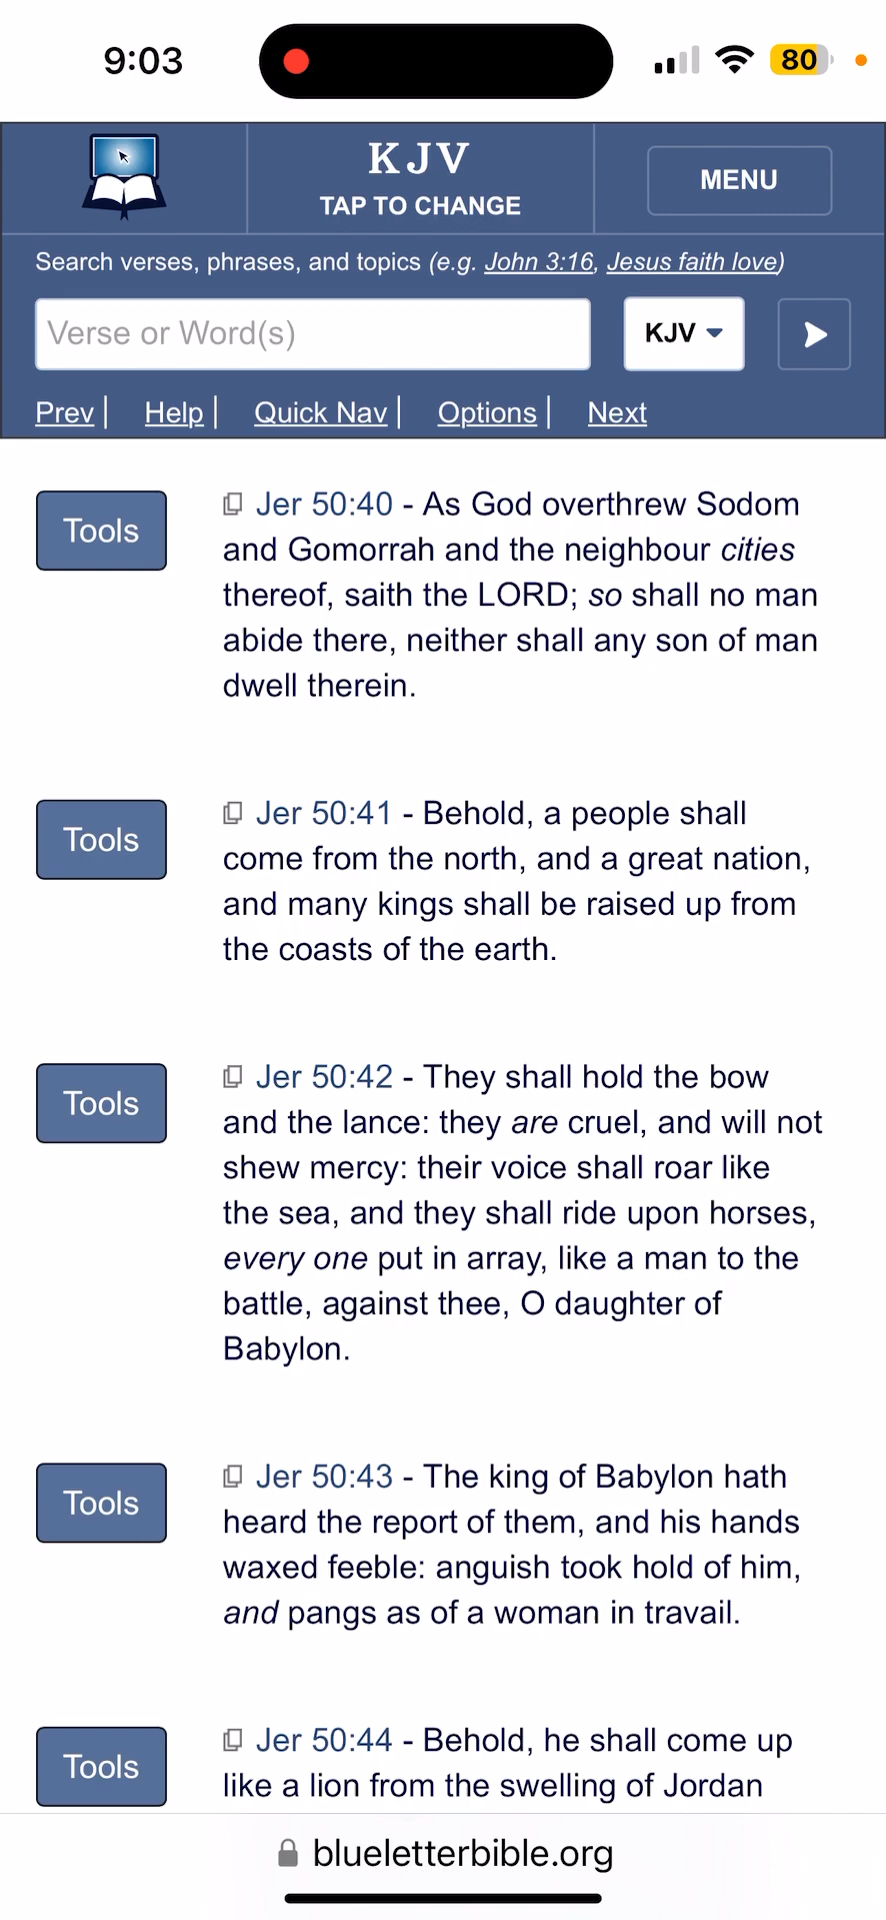 9:03
80
KJV
TAP TO CHANGE
MENU
Search verses, phrases, and topics (e.g. John 3:16, Jesus faith love)
Verse or Word(s)
KJV
Prev | Help | Quick Nav | Options | Next
Tools
Jer 50:40 - As God overthrew Sodom
and Gomorrah and the neighbour cities
thereof, saith the LORD; so shall no man
abide there, neither shall any son of man
dwell therein.
Tools
Jer 50:41 - Behold, a people shall
come from the north, and a great nation,
and many kings shall be raised up from
the coasts of the earth.
Tools
Jer 50:42 - They shall hold the bow
and the lance: they are cruel, and will not
shew mercy: their voice shall roar like
the sea, and they shall ride upon horses,
every one put in array, like a man to the
battle, against thee, O daughter of
Babylon.
Tools
Jer 50:43 - The king of Babylon hath
heard the report of them, and his hands
waxed feeble: anguish took hold of him,
and pangs as of a woman in travail.
Tools
Jer 50:44 - Behold, he shall come up
like a lion from the swelling of Jordan
blueletterbible.org